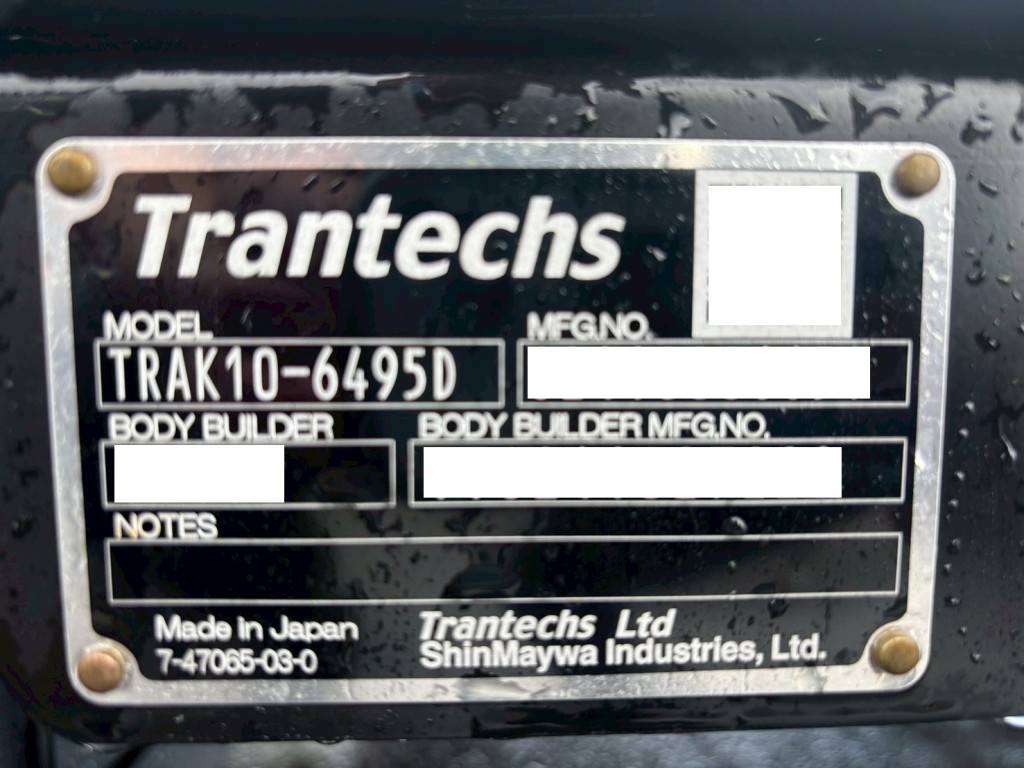 Trantechs
MODEL MFG.NO.
TRAK10-6495D
BODY BUILDER BODY BUILDER MFG.NO.
NOTES
Made in Japan Trantechs Ltd
7-47065-03-0 ShinMaywa Industries, Ltd.